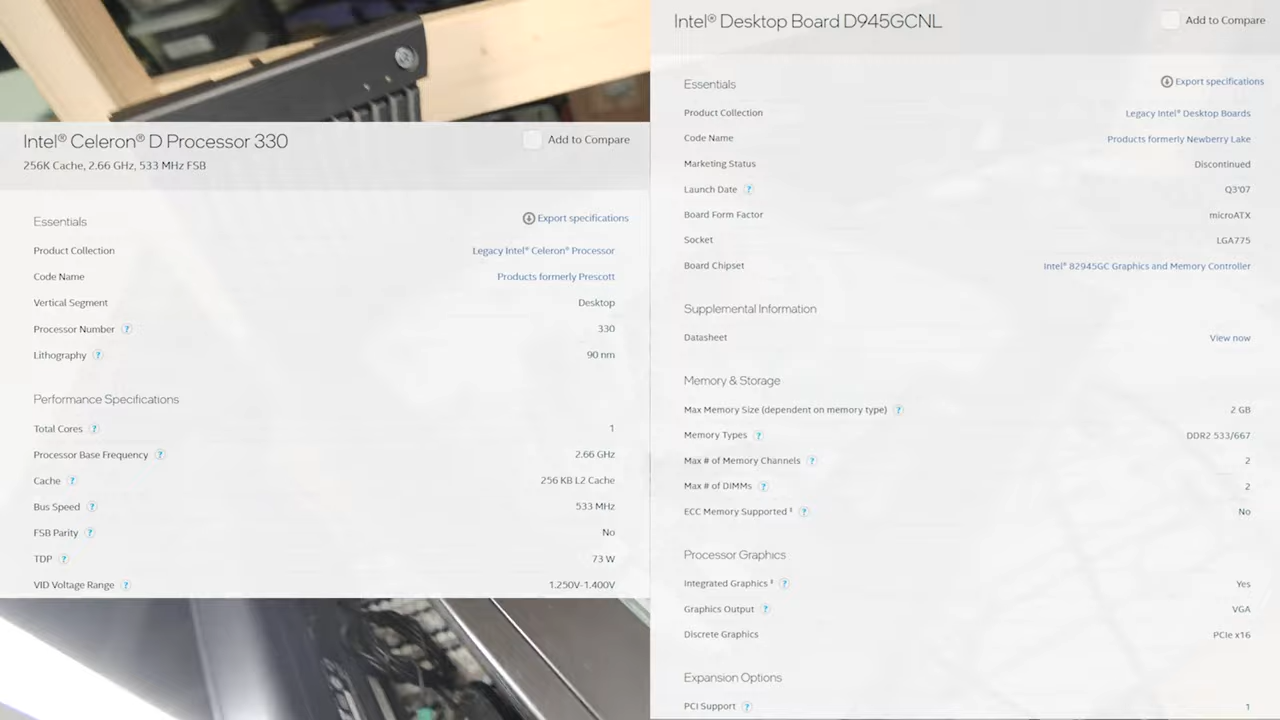 Intel® Celeron® D Processor 330
Add to Compare
256K Cache, 2.66 GHz, 533 MHz FSB
Essentials
Export specifications
Product Collection Legacy Intel® Celeron® Processor
Code Name Products formerly Prescott
Vertical Segment Desktop
Processor Number ? 330
Lithography ? 90 nm
Performance Specifications
Total Cores ? 1
Processor Base Frequency ? 2.66 GHz
Cache ? 256 KB L2 Cache
Bus Speed ? 533 MHz
FSB Parity ? No
TDP ? 73 W
VID Voltage Range ? 1.250V-1.400V
Intel® Desktop Board D945GCNL
Add to Compare
Essentials
Export specifications
Product Collection Legacy Intel® Desktop Boards
Code Name Products formerly Newberry Lake
Marketing Status Discontinued
Launch Date ? Q3'07
Board Form Factor microATX
Socket LGA775
Board Chipset Intel® 82945GC Graphics and Memory Controller
Supplemental Information
Datasheet View now
Memory & Storage
Max Memory Size (dependent on memory type) ? 2 GB
Memory Types ? DDR2 533/667
Max # of Memory Channels ? 2
Max # of DIMMs ? 2
ECC Memory Supported ‡ ? No
Processor Graphics
Integrated Graphics ‡ ? Yes
Graphics Output ? VGA
Discrete Graphics PCIe x16
Expansion Options
PCI Support ? 1